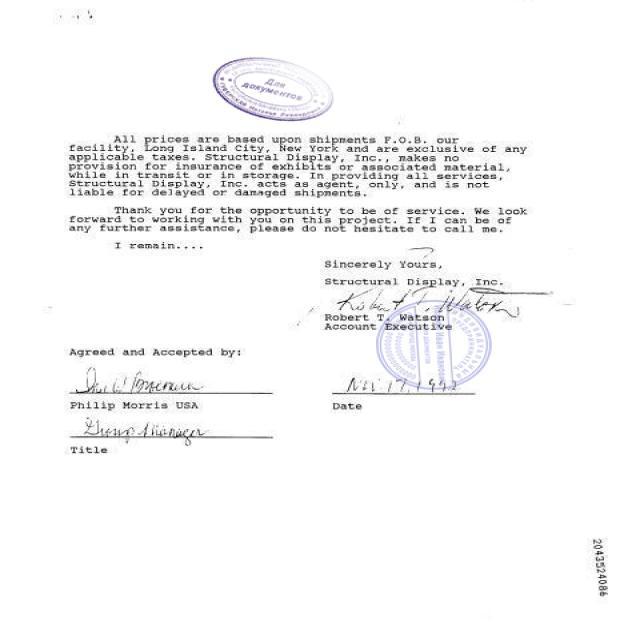 Для
документов
All prices are based upon shipments F.O.B. our
facility, Long Island City, New York and are exclusive of any
applicable taxes. Structural Display, Inc., makes no
provision for insurance of exhibits or associated material,
while in transit or in storage. In providing all services,
Structural Display, Inc. acts as agent, only, and is not
liable for delayed or damaged shipments.
Thank you for the opportunity to be of service. We look
forward to working with you on this project. If I can be of
any further assistance, please do not hesitate to call me.
I remain....
Sincerely Yours,
Structural Display, Inc.
Robert T. Watson
Robert T. Watson
Account Executive
Agreed and Accepted by:
Nov 17, 1992
Philip Morris USA
Date
Group Manager
Title
2043524086